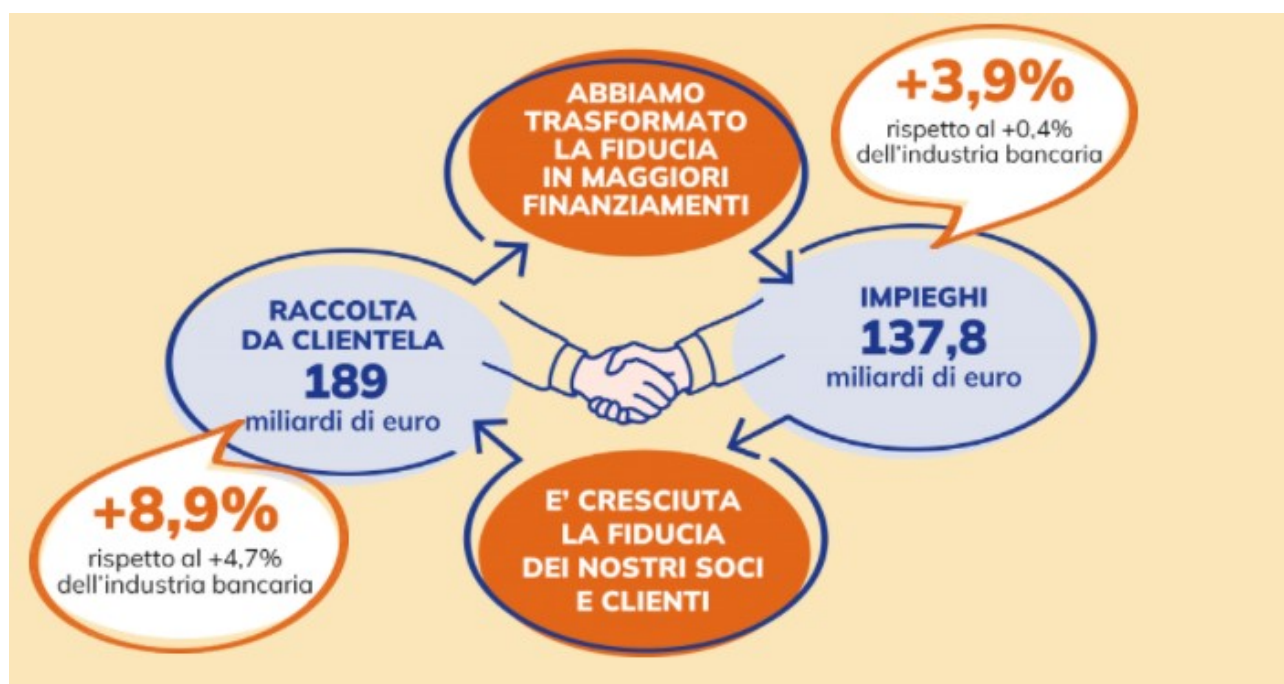 ABBIAMO
TRASFORMATO
LA FIDUCIA
IN MAGGIORI
FINANZIAMENTI
+3,9%
rispetto al +0,4%
dell'industria bancaria
RACCOLTA
DA CLIENTELA
189
miliardi di euro
IMPIEGHI
137,8
miliardi di euro
+8,9%
rispetto al +4,7%
dell'industria bancaria
E' CRESCIUTA
LA FIDUCIA
DEI NOSTRI SOCI
E CLIENTI